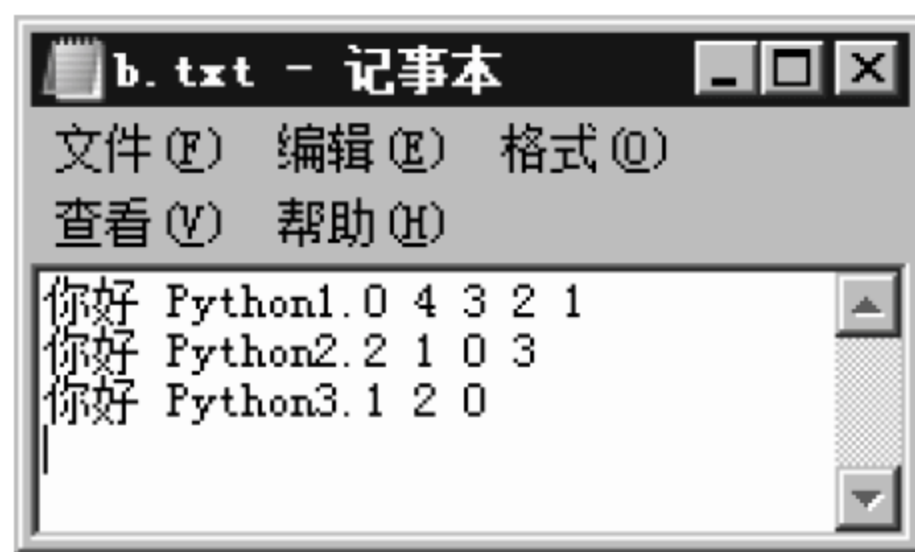 b.txt - 记事本
文件(F) 编辑(E) 格式(O)
查看(V) 帮助(H)
你好 Python1.0 4 3 2 1
你好 Python2.2 1 0 3
你好 Python3.1 2 0